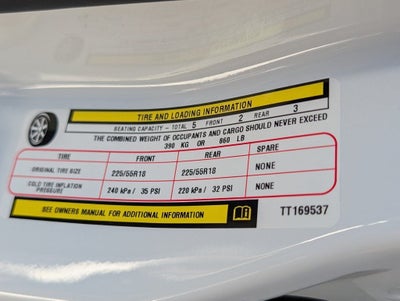 TIRE AND LOADING INFORMATION
SEATING CAPACITY - TOTAL 5 FRONT 2 REAR 3
THE COMBINED WEIGHT OF OCCUPANTS AND CARGO SHOULD NEVER EXCEED
390 KG OR 860 LB
TIRE FRONT REAR SPARE
ORIGINAL TIRE SIZE 225/55R18 225/55R18 NONE
COLD TIRE INFLATION PRESSURE 240 kPa / 35 PSI 220 kPa / 32 PSI NONE
SEE OWNERS MANUAL FOR ADDITIONAL INFORMATION TT169537